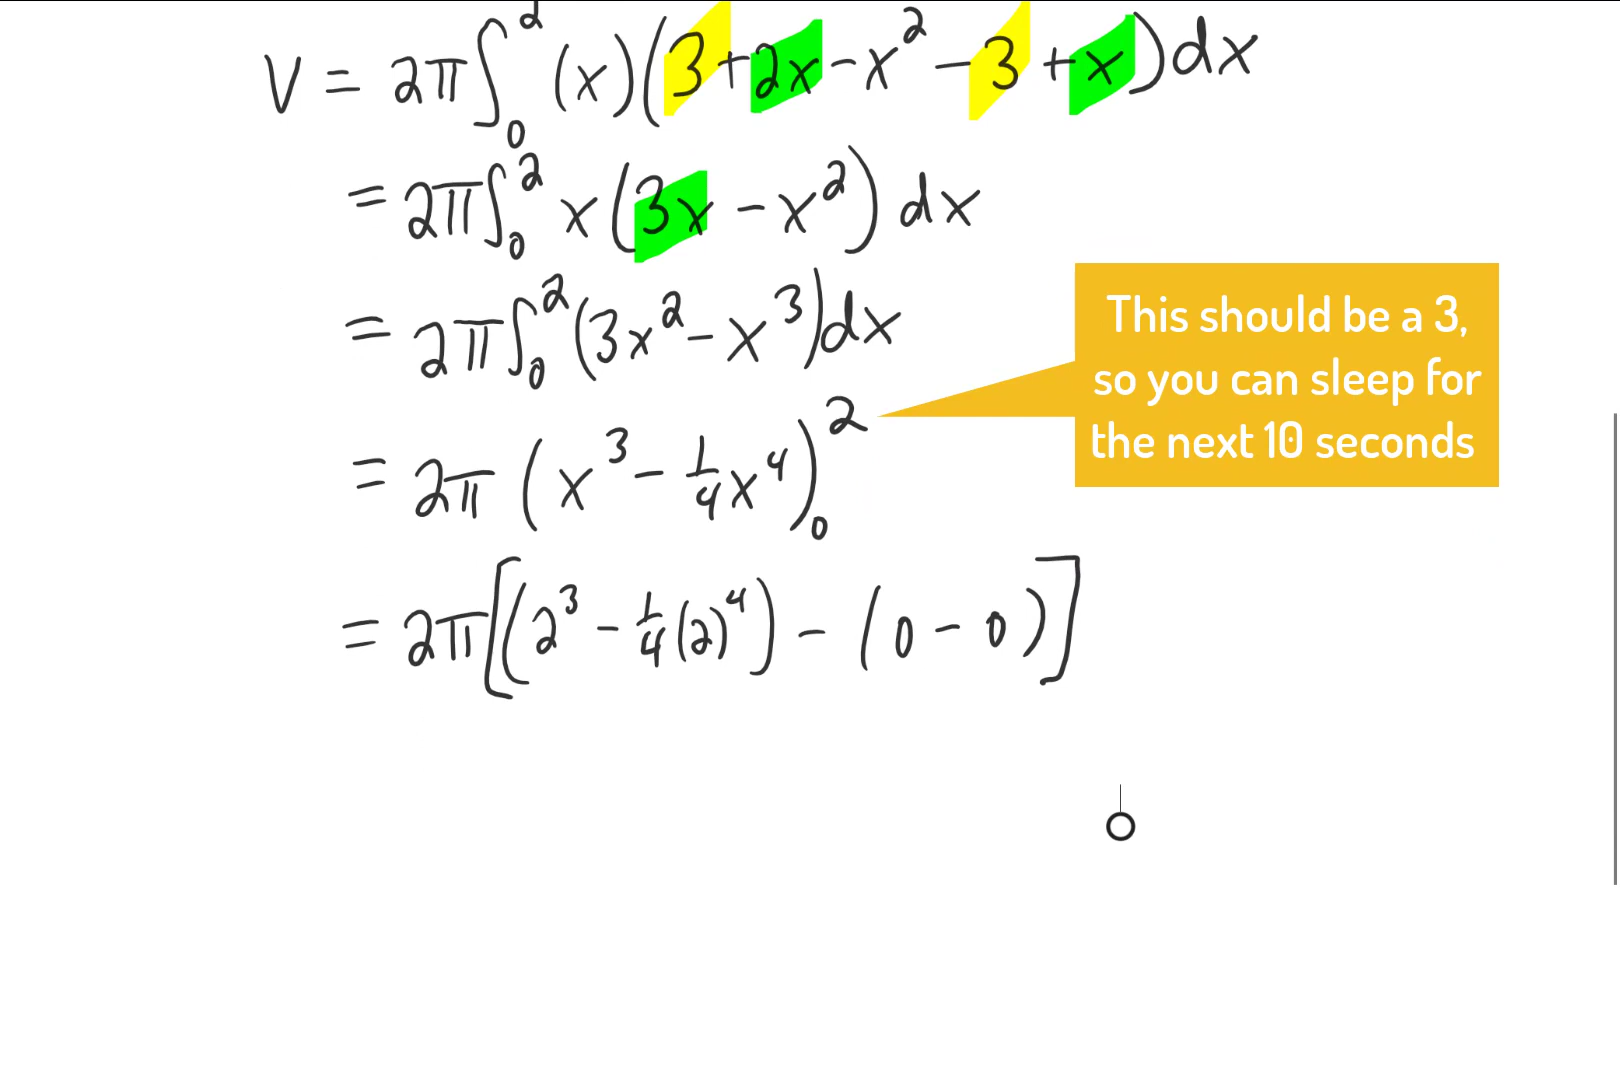 V = 2π∫₀² (x)(3+2x-x²-3+x)dx
= 2π∫₀² x(3x-x²)dx
= 2π∫₀² (3x²-x³)dx
This should be a 3,
so you can sleep for
the next 10 seconds
= 2π (x³-¼x⁴)₀²
= 2π[(2³-¼(2)⁴)-(0-0)]